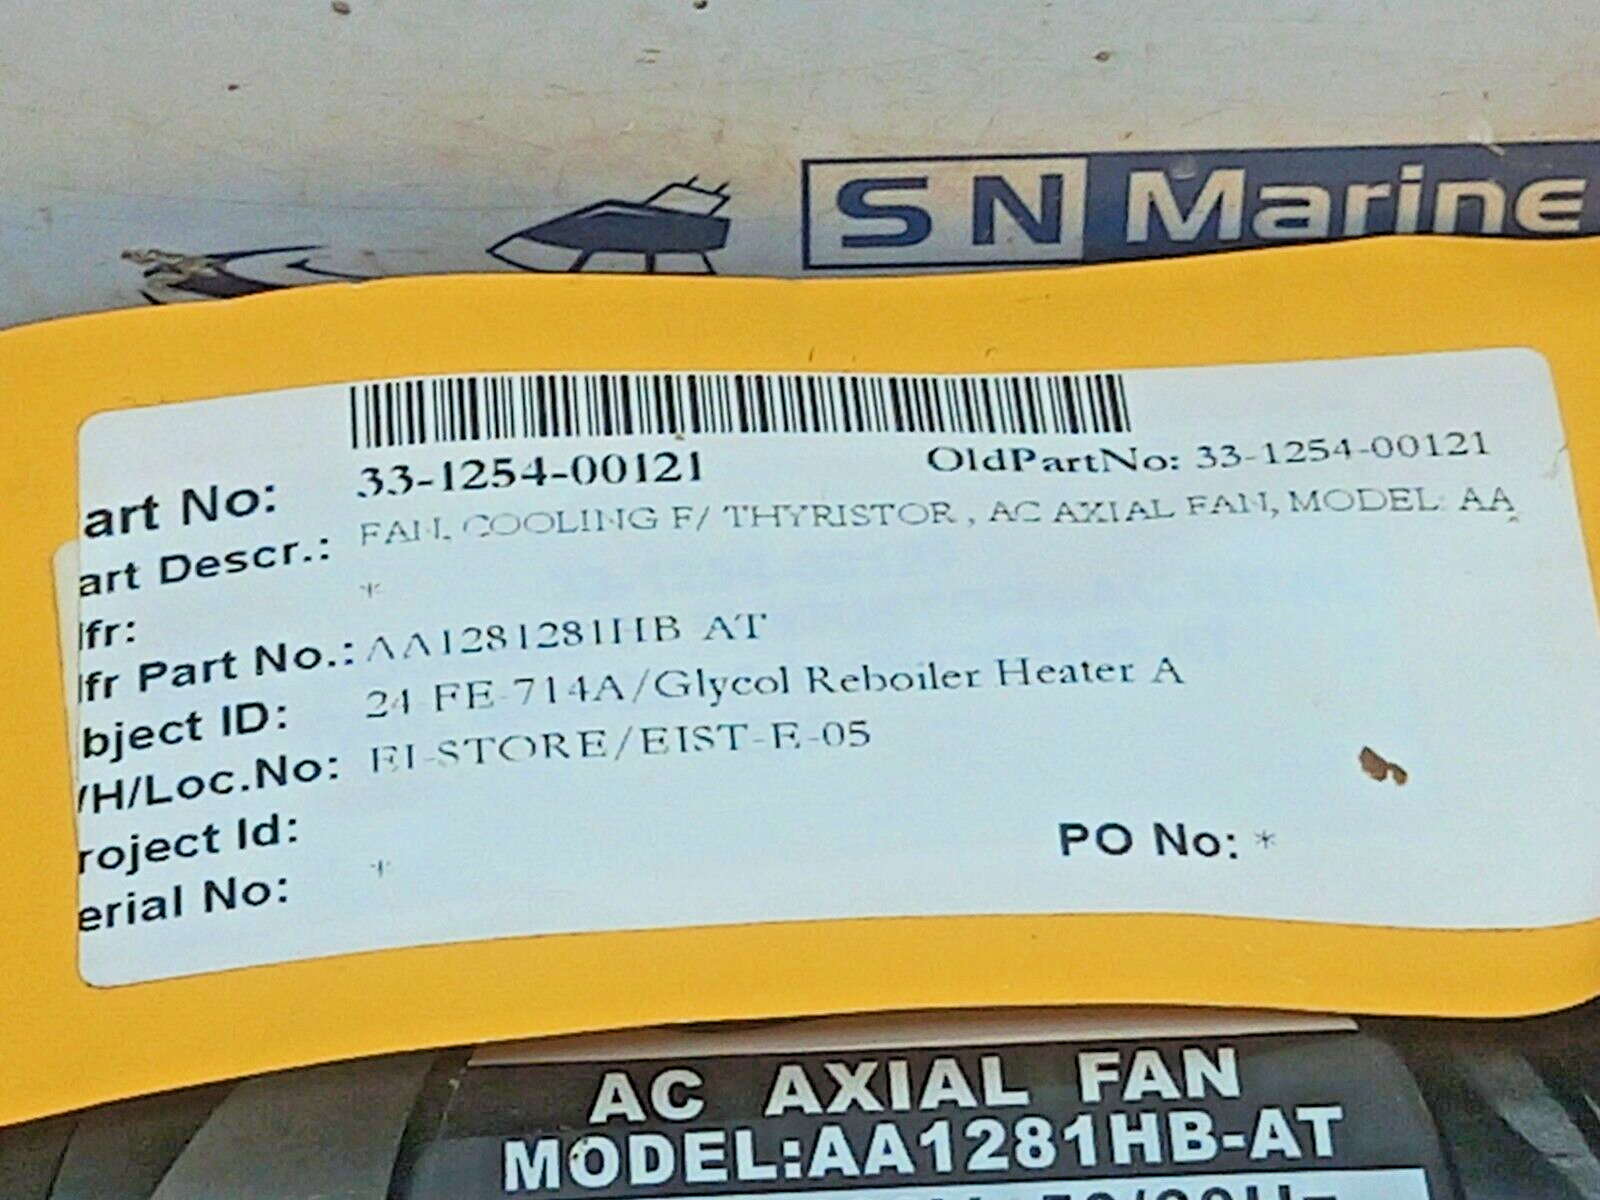 SN Marine
art No: 33-1254-00121 OldPartNo: 33-1254-00121
art Descr.: FAN, COOLING F/ THYRISTOR , AC AXIAL FAN, MODEL: AA
fr: *
fr Part No.: AA1281281HB-AT
bject ID: 24-FE-714A/Glycol Reboiler Heater A
/H/Loc.No: EI-STORE/EIST-E-05
roject Id:
PO No: *
erial No: *
AC AXIAL FAN
MODEL:AA1281HB-AT